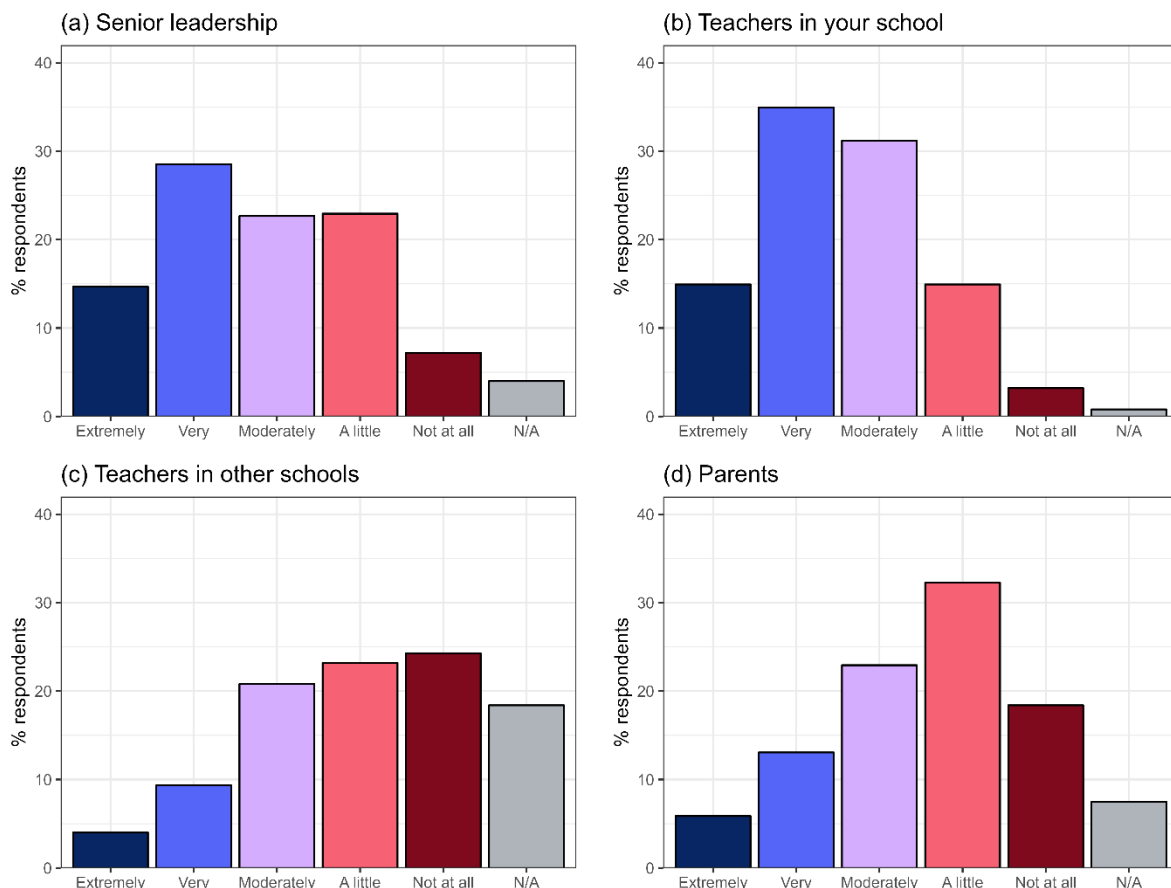 (a) Senior leadership
% respondents
40
30
20
10
0
Extremely Very Moderately A little Not at all N/A
(b) Teachers in your school
% respondents
40
30
20
10
0
Extremely Very Moderately A little Not at all N/A
(c) Teachers in other schools
% respondents
40
30
20
10
0
Extremely Very Moderately A little Not at all N/A
(d) Parents
% respondents
40
30
20
10
0
Extremely Very Moderately A little Not at all N/A